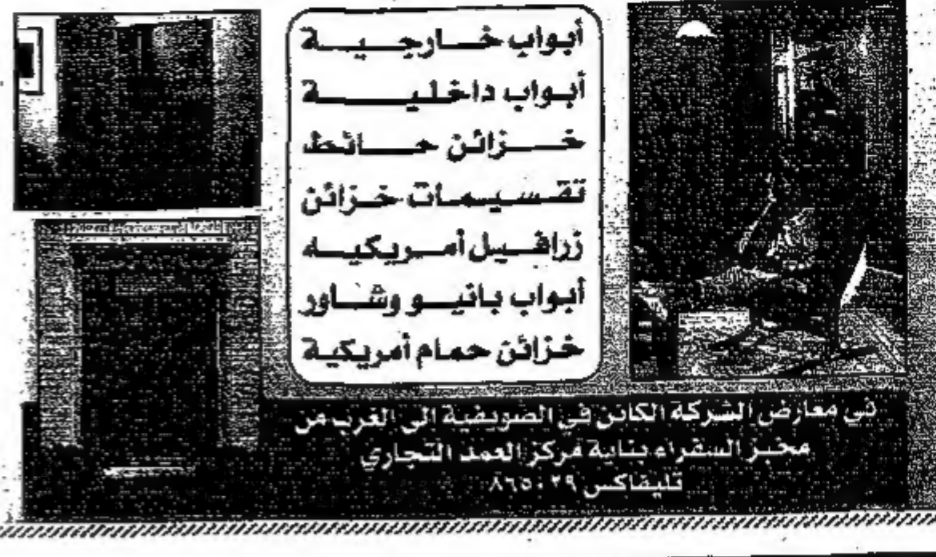 أبواب خارجية
أبواب داخلية
خزائن حائط
تقسيمات خزائن
زرافيل أمريكيه
أبواب بانيو وشاور
خزائن حمام أمريكية
في معارض الشركة الكائن في الصويفية الى الغرب من
مخبز السفراء بناية مركز العمد التجاري
تليفاكس ٨٦٥٠٢٩